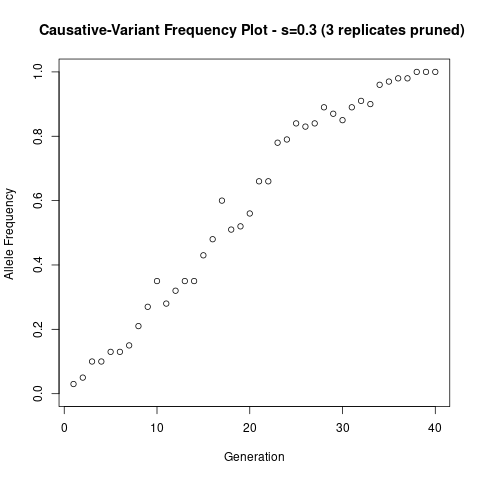 Causative-Variant Frequency Plot - s=0.3 (3 replicates pruned)
1.0
0.8
0.6
0.4
0.2
0.0
Allele Frequency
0 10 20 30 40
Generation